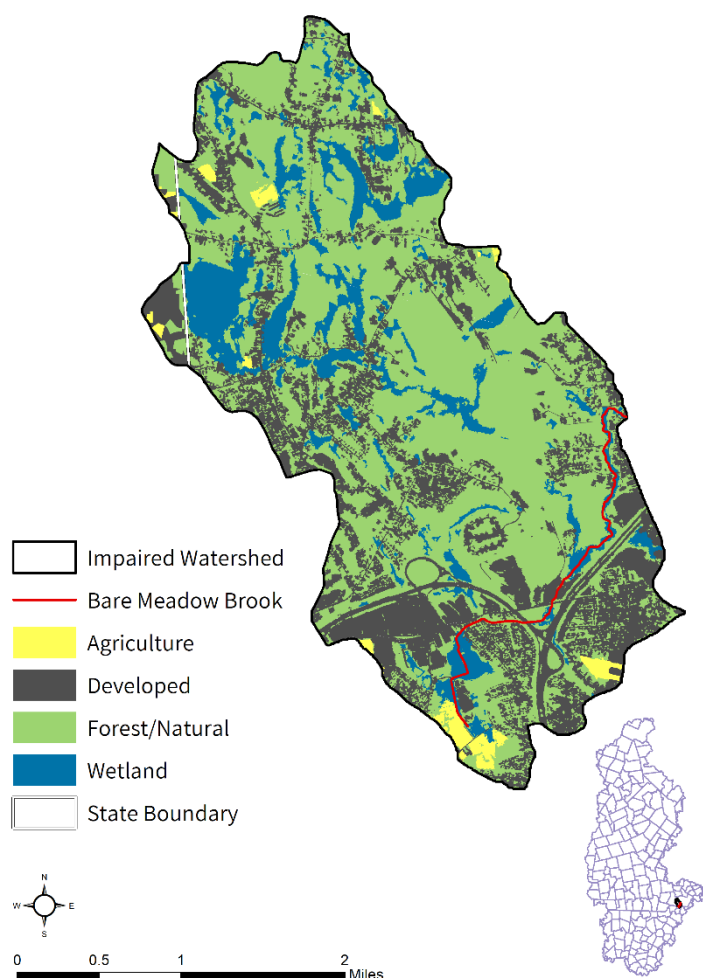 Impaired Watershed
Bare Meadow Brook
Agriculture
Developed
Forest/Natural
Wetland
State Boundary
N
W E
S
0 0.5 1 2
Miles